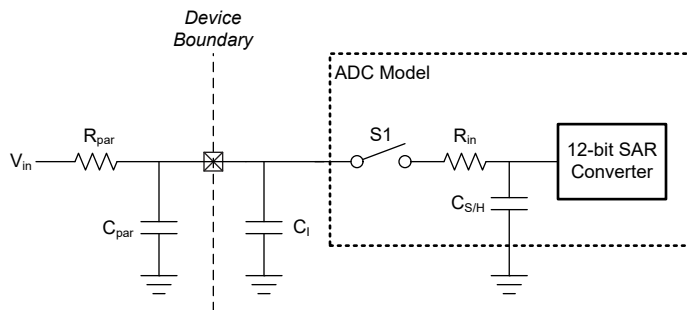 Device
Boundary
ADC Model
Rpar
S1
Rin
Vin
12-bit SAR
Converter
Cpar
CI
CS/H